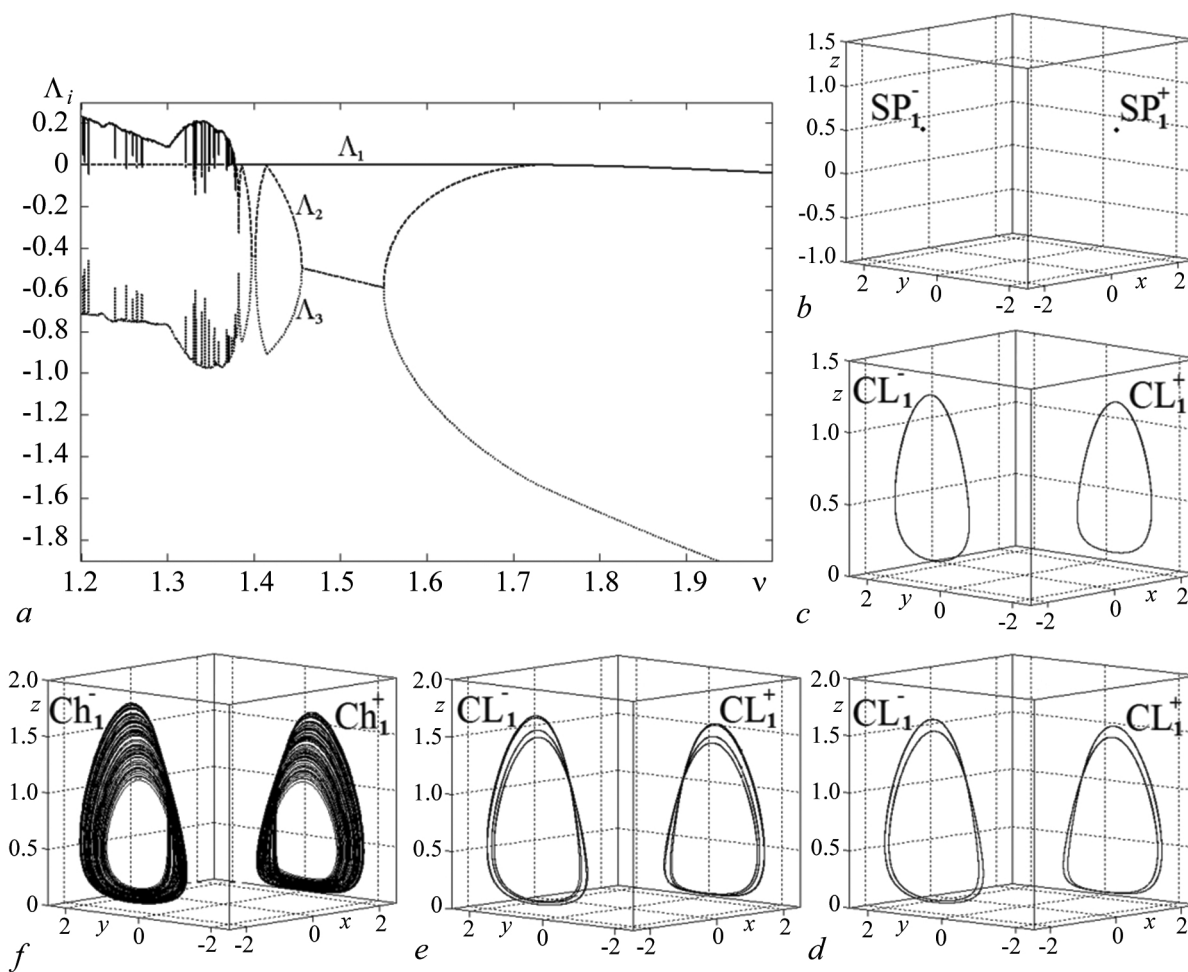 Λi
0.2
0
-0.2
-0.4
-0.6
-0.8
-1.0
-1.2
-1.4
-1.6
-1.8
1.2 1.3 1.4 1.5 1.6 1.7 1.8 1.9 ν
Λ1
Λ2
Λ3
a
1.5
z
1.0
0.5
0
-0.5
-1.0
SP1- SP1+
2 y 0 -2 -2 0 x 2
b
1.5
z
1.0
0.5
0
CL1- CL1+
2 y 0 -2 -2 0 x 2
c
2.0
z
1.5
1.0
0.5
0
Ch1- Ch1+
2 y 0 -2 -2 0 x 2
f
2.0
z
1.5
1.0
0.5
0
CL1- CL1+
2 y 0 -2 -2 0 x 2
e
2.0
z
1.5
1.0
0.5
0
CL1- CL1+
2 y 0 -2 -2 0 x 2
d